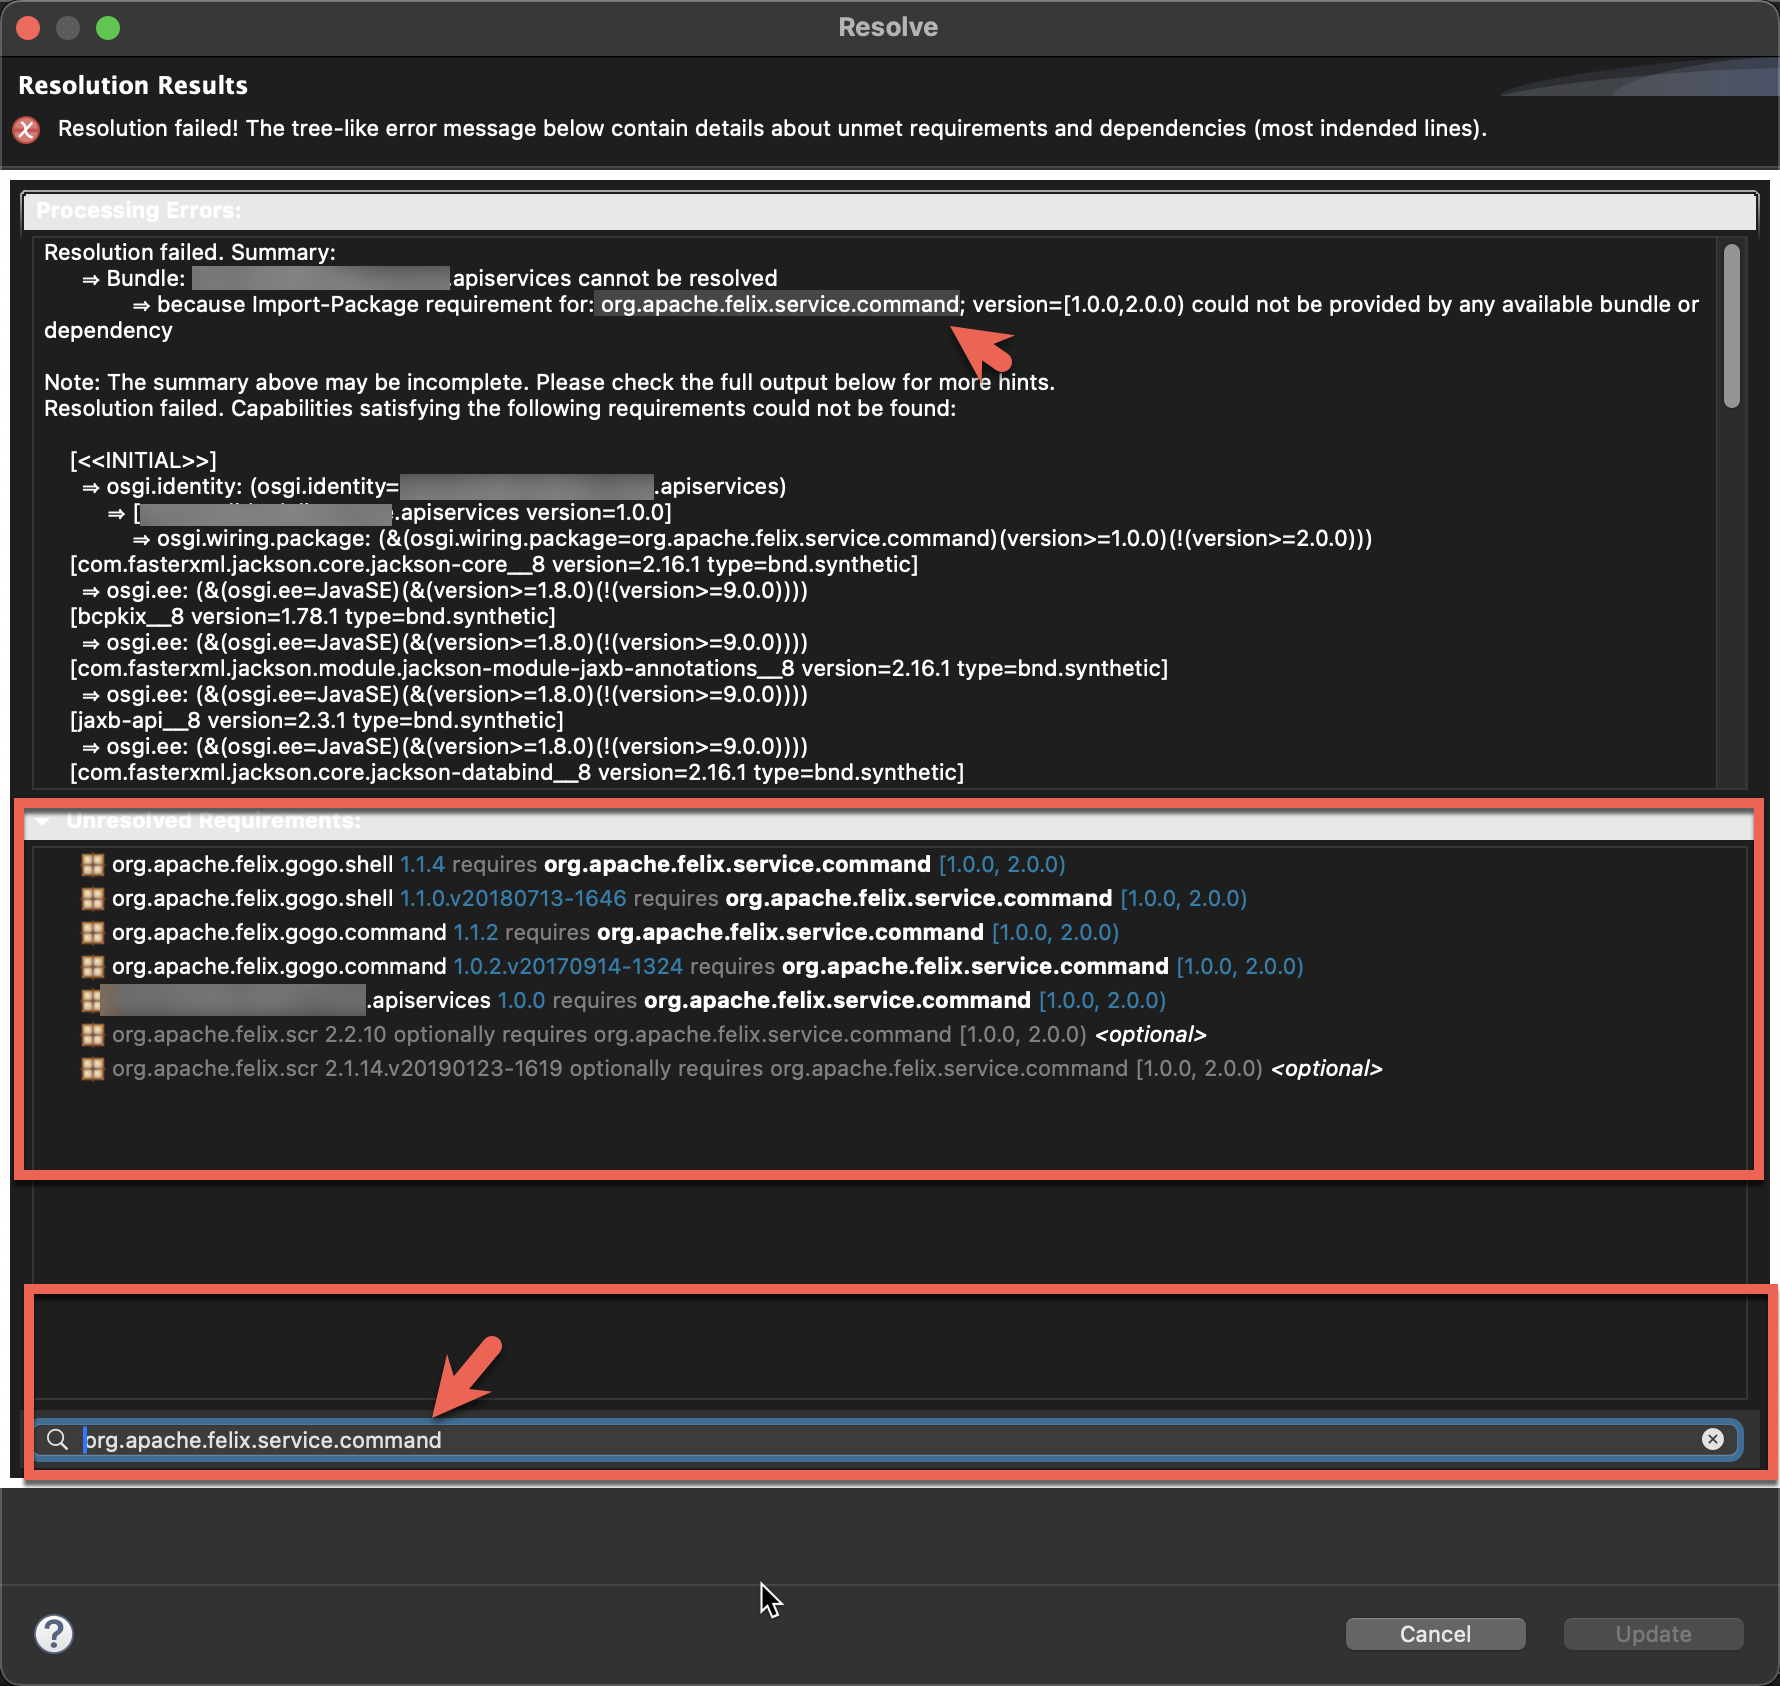 Resolve
Resolution Results
Resolution failed! The tree-like error message below contain details about unmet requirements and dependencies (most indented lines).
Processing Errors:
Resolution failed. Summary:
⇒ Bundle: .apiservices cannot be resolved
⇒ because Import-Package requirement for: org.apache.felix.service.command; version=[1.0.0,2.0.0) could not be provided by any available bundle or
dependency
Note: The summary above may be incomplete. Please check the full output below for more hints.
Resolution failed. Capabilities satisfying the following requirements could not be found:
[<<INITIAL>>]
⇒ osgi.identity: (osgi.identity= .apiservices)
⇒ [ .apiservices version=1.0.0]
⇒ osgi.wiring.package: (&(osgi.wiring.package=org.apache.felix.service.command)(version>=1.0.0)(!(version>=2.0.0)))
[com.fasterxml.jackson.core.jackson-core__8 version=2.16.1 type=bnd.synthetic]
⇒ osgi.ee: (&(osgi.ee=JavaSE)(&(version>=1.8.0)(!(version>=9.0.0))))
[bcpkix__8 version=1.78.1 type=bnd.synthetic]
⇒ osgi.ee: (&(osgi.ee=JavaSE)(&(version>=1.8.0)(!(version>=9.0.0))))
[com.fasterxml.jackson.module.jackson-module-jaxb-annotations__8 version=2.16.1 type=bnd.synthetic]
⇒ osgi.ee: (&(osgi.ee=JavaSE)(&(version>=1.8.0)(!(version>=9.0.0))))
[jaxb-api__8 version=2.3.1 type=bnd.synthetic]
⇒ osgi.ee: (&(osgi.ee=JavaSE)(&(version>=1.8.0)(!(version>=9.0.0))))
[com.fasterxml.jackson.core.jackson-databind__8 version=2.16.1 type=bnd.synthetic]
Unresolved Requirements:
org.apache.felix.gogo.shell 1.1.4 requires org.apache.felix.service.command [1.0.0, 2.0.0)
org.apache.felix.gogo.shell 1.1.0.v20180713-1646 requires org.apache.felix.service.command [1.0.0, 2.0.0)
org.apache.felix.gogo.command 1.1.2 requires org.apache.felix.service.command [1.0.0, 2.0.0)
org.apache.felix.gogo.command 1.0.2.v20170914-1324 requires org.apache.felix.service.command [1.0.0, 2.0.0)
.apiservices 1.0.0 requires org.apache.felix.service.command [1.0.0, 2.0.0)
org.apache.felix.scr 2.2.10 optionally requires org.apache.felix.service.command [1.0.0, 2.0.0) <optional>
org.apache.felix.scr 2.1.14.v20190123-1619 optionally requires org.apache.felix.service.command [1.0.0, 2.0.0) <optional>
org.apache.felix.service.command
Cancel
Update